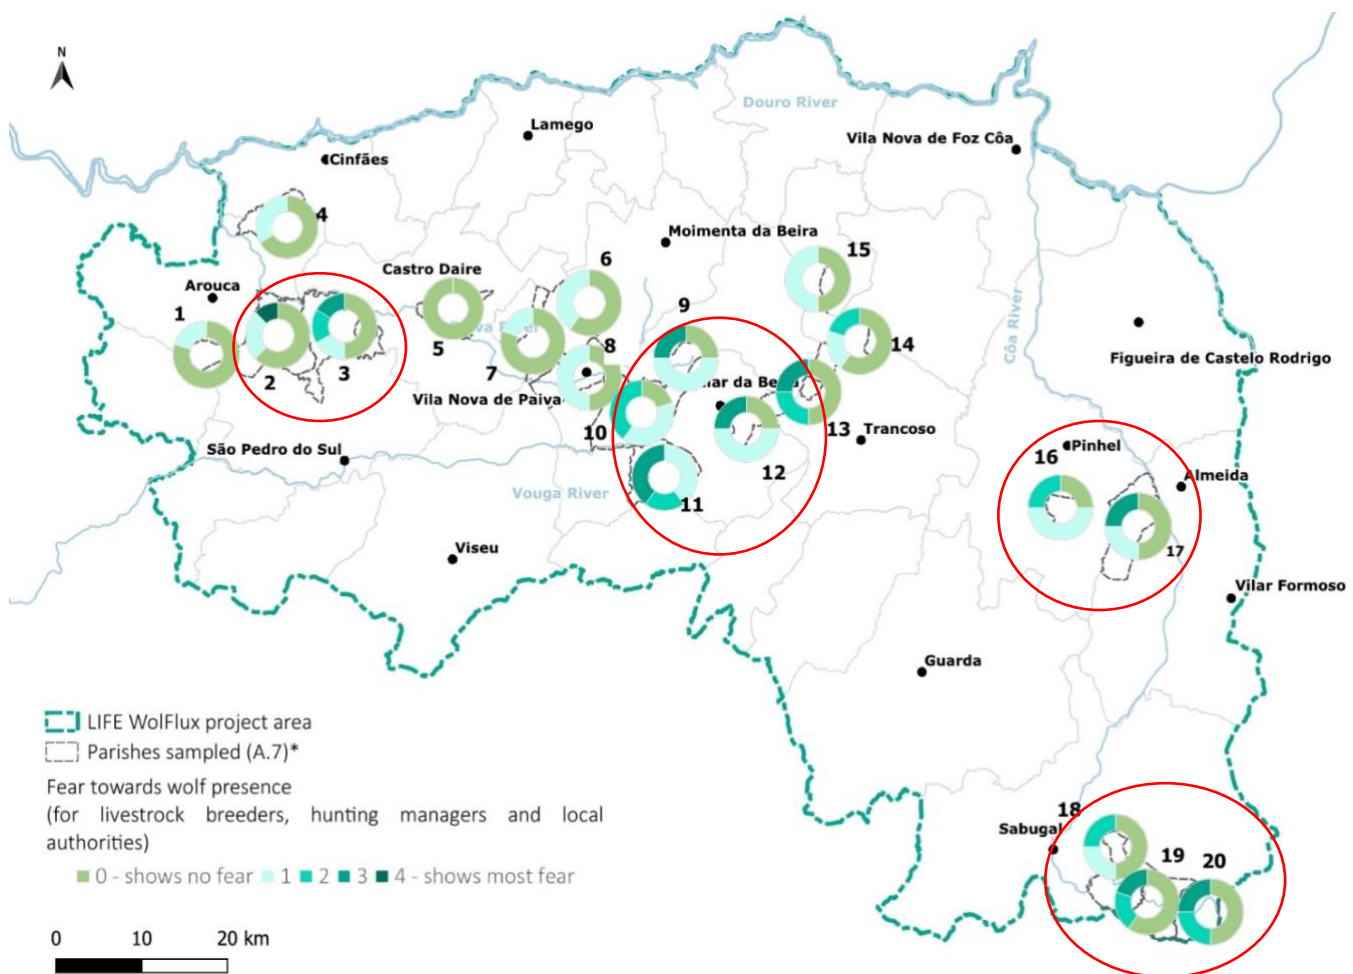 N
Douro River
Lamego
Vila Nova de Foz Côa
Cinfães
4
Moimenta da Beira
15
6
Castro Daire
Arouca
1
9
Côa River
2
3
5
7
8
14
Figueira de Castelo Rodrigo
Vila Nova de Paiva
10
13
Trancoso
São Pedro do Sul
12
16
Pinhel
Almeida
Vouga River
11
17
Viseu
Vilar Formoso
Guarda
LIFE WolFlux project area
Parishes sampled (A.7)*
Fear towards wolf presence
(for livestock breeders, hunting managers and local
authorities)
0 - shows no fear 1 2 3 4 - shows most fear
18
Sabugal
19
20
0 10 20 km